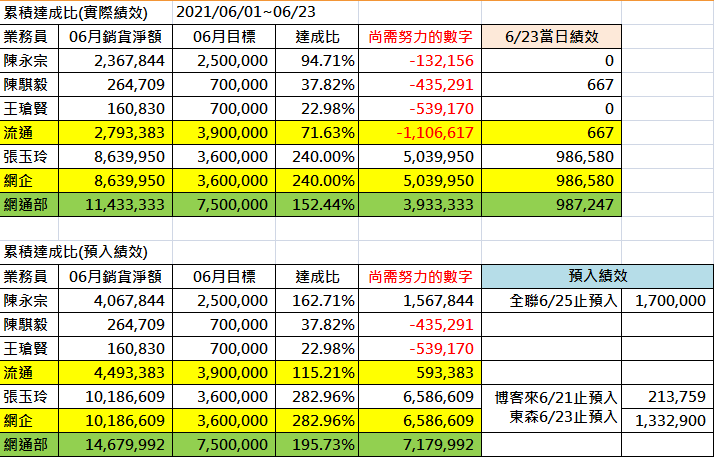 累積達成比(實際績效) 2021/06/01~06/23
業務員 06月銷貨淨額 06月目標 達成比 尚需努力的數字 6/23當日績效
陳永宗 2,367,844 2,500,000 94.71% -132,156 0
陳騏毅 264,709 700,000 37.82% -435,291 667
王瑲賢 160,830 700,000 22.98% -539,170 0
流通 2,793,383 3,900,000 71.63% -1,106,617 667
張玉玲 8,639,950 3,600,000 240.00% 5,039,950 986,580
網企 8,639,950 3,600,000 240.00% 5,039,950 986,580
網通部 11,433,333 7,500,000 152.44% 3,933,333 987,247
累積達成比(預入績效)
業務員 06月銷貨淨額 06月目標 達成比 尚需努力的數字 預入績效
陳永宗 4,067,844 2,500,000 162.71% 1,567,844 全聯6/25止預入 1,700,000
陳騏毅 264,709 700,000 37.82% -435,291
王瑲賢 160,830 700,000 22.98% -539,170
流通 4,493,383 3,900,000 115.21% 593,383
張玉玲 10,186,609 3,600,000 282.96% 6,586,609 博客來6/21止預入 213,759
網企 10,186,609 3,600,000 282.96% 6,586,609 東森6/23止預入 1,332,900
網通部 14,679,992 7,500,000 195.73% 7,179,992